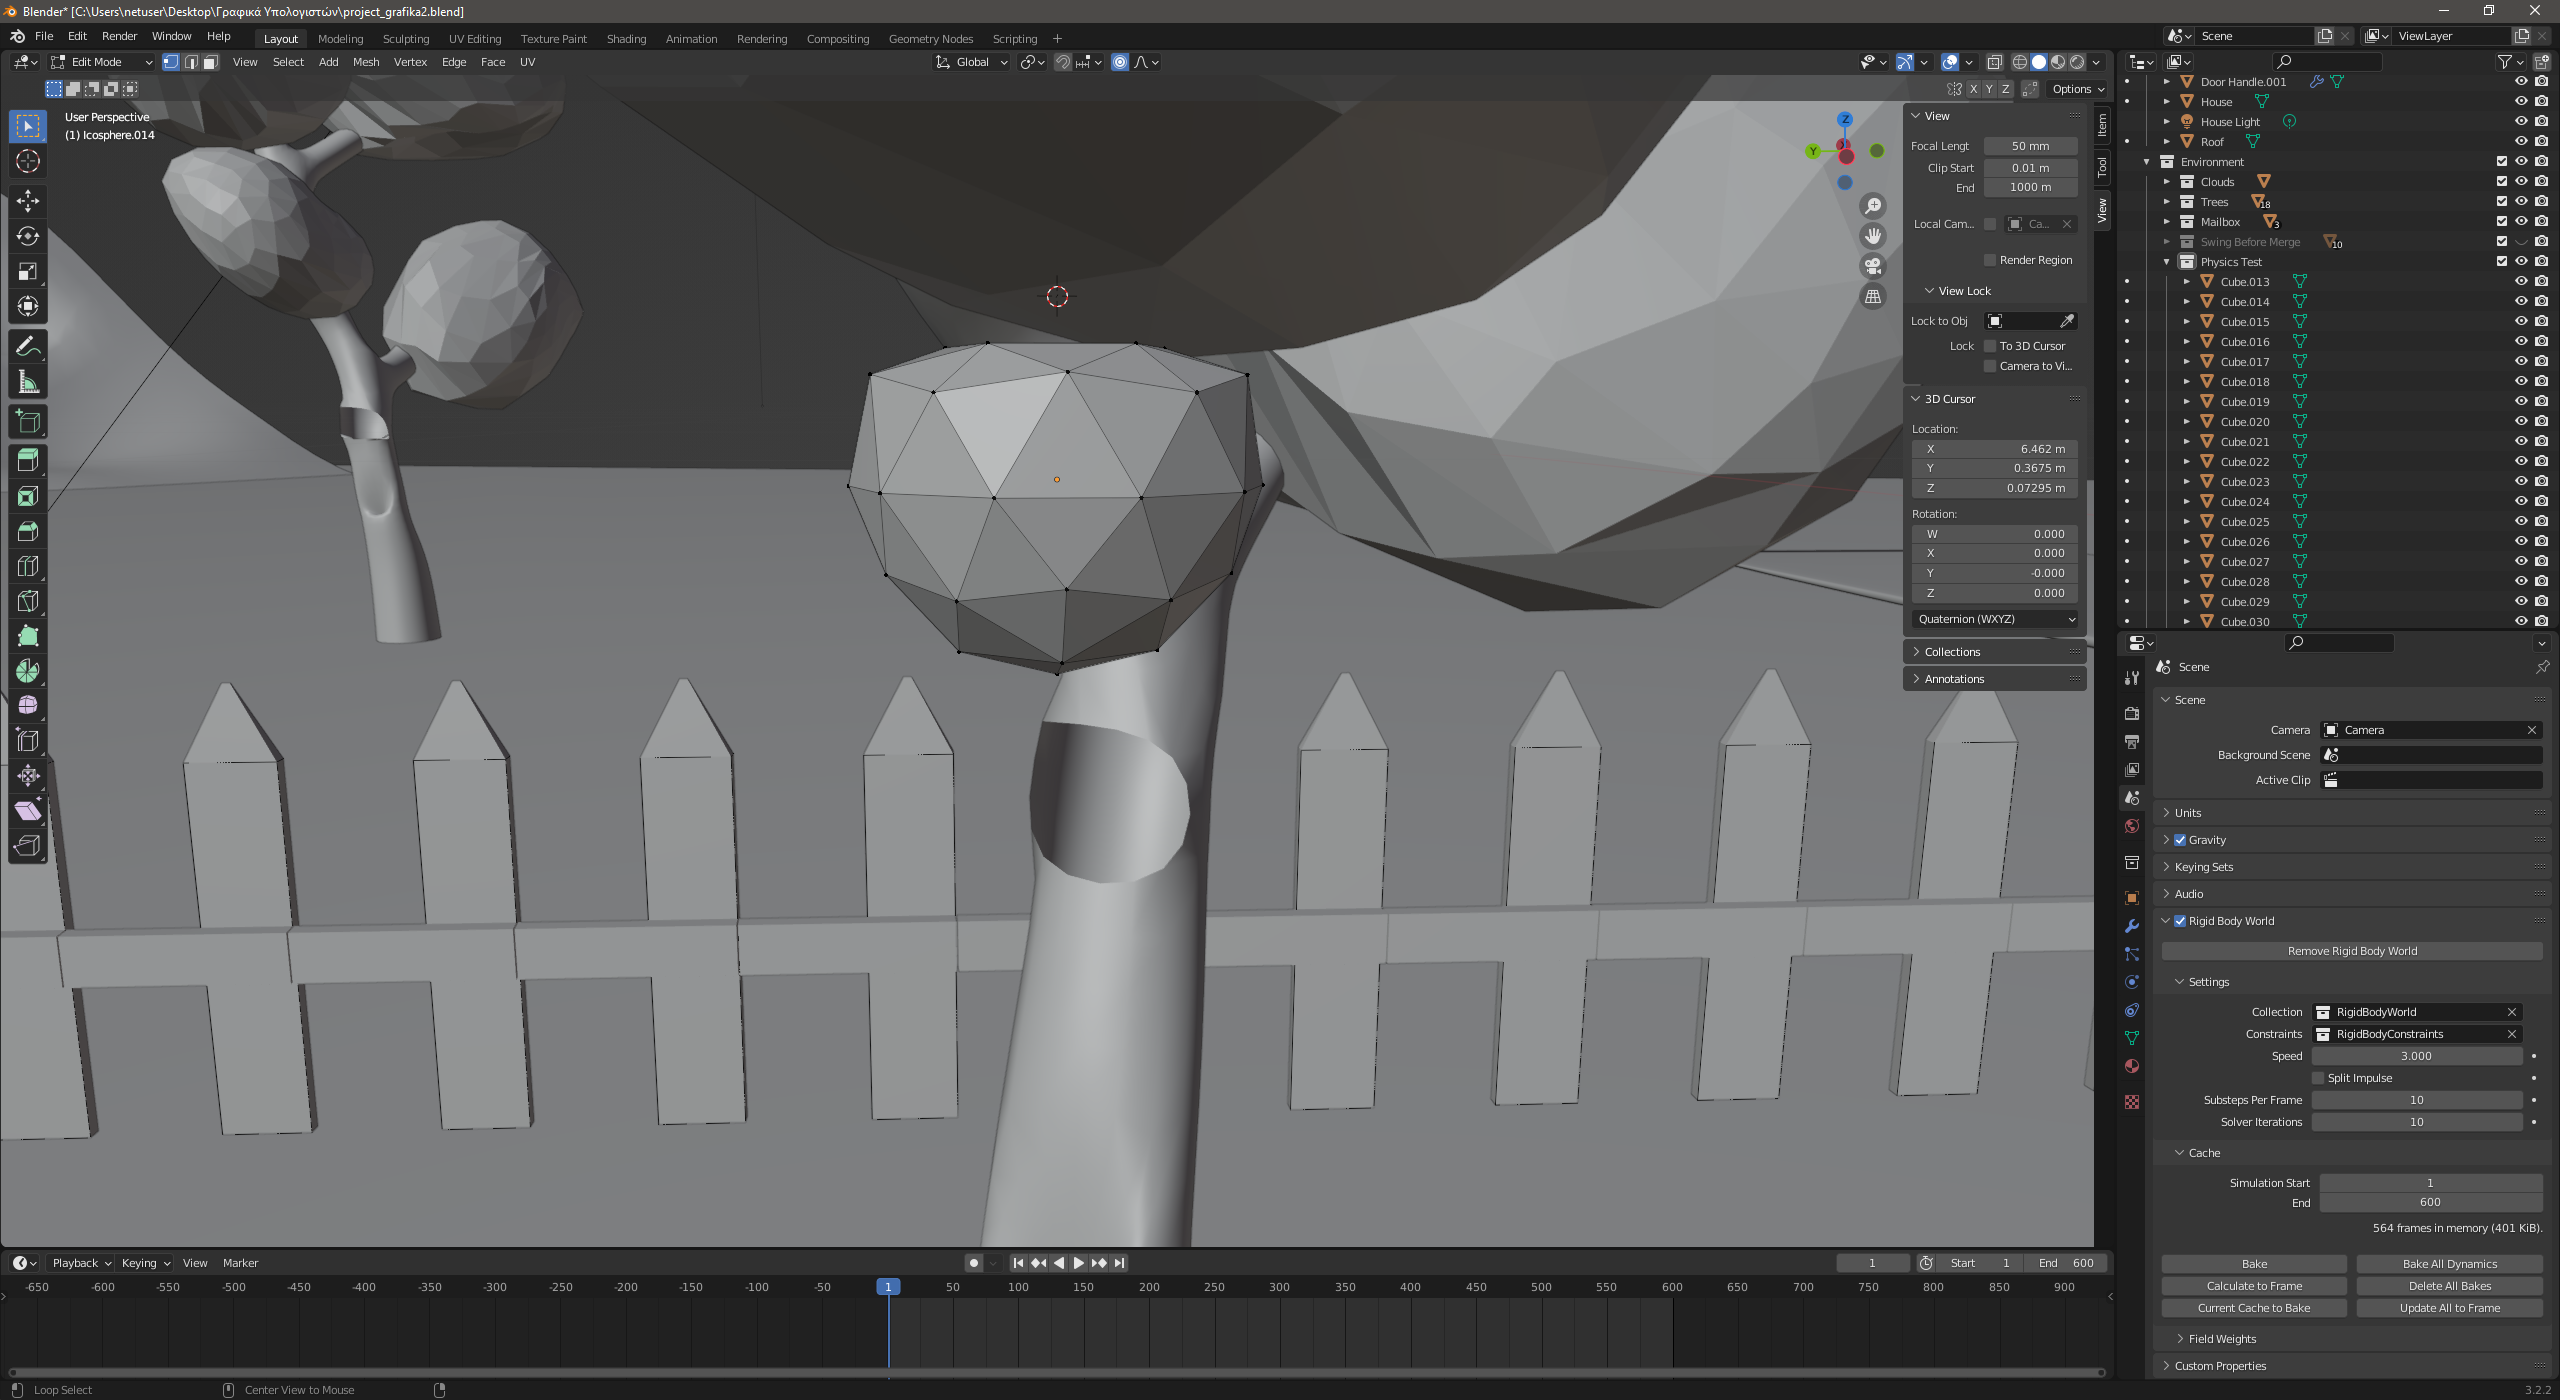 Blender* [C:\Users\netuser\Desktop\Γραφικά Υπολογιστών\project_grafika2.blend]
File Edit Render Window Help Layout Modeling Sculpting UV Editing Texture Paint Shading Animation Rendering Compositing Geometry Nodes Scripting + Scene ViewLayer
Edit Mode View Select Add Mesh Vertex Edge Face UV Global
X Y Z Options
User Perspective
(1) Icosphere.014
Z
Y
X
View
Focal Lengt 50 mm
Clip Start 0.01 m
End 1000 m
Local Cam... Ca...
Render Region
View Lock
Lock to Obj
Lock To 3D Cursor
Camera to Vi...
3D Cursor
Location:
X 6.462 m
Y 0.3675 m
Z 0.07295 m
Rotation:
W 0.000
X 0.000
Y -0.000
Z 0.000
Quaternion (WXYZ)
Collections
Annotations
Item
Tool
View
Door Handle.001
House
House Light
Roof
Environment
Clouds
Trees 18
Mailbox 3
Swing Before Merge 10
Physics Test
Cube.013
Cube.014
Cube.015
Cube.016
Cube.017
Cube.018
Cube.019
Cube.020
Cube.021
Cube.022
Cube.023
Cube.024
Cube.025
Cube.026
Cube.027
Cube.028
Cube.029
Cube.030
Scene
Scene
Camera Camera
Background Scene
Active Clip
Units
Gravity
Keying Sets
Audio
Rigid Body World
Remove Rigid Body World
Settings
Collection RigidBodyWorld
Constraints RigidBodyConstraints
Speed 3.000
Split Impulse
Substeps Per Frame 10
Solver Iterations 10
Cache
Simulation Start 1
End 600
564 frames in memory (401 KiB).
Bake Bake All Dynamics
Calculate to Frame Delete All Bakes
Current Cache to Bake Update All to Frame
Field Weights
Custom Properties
Playback Keying View Marker 1 Start 1 End 600
-650 -600 -550 -500 -450 -400 -350 -300 -250 -200 -150 -100 -50 1 50 100 150 200 250 300 350 400 450 500 550 600 650 700 750 800 850 900
Loop Select Center View to Mouse 3.2.2